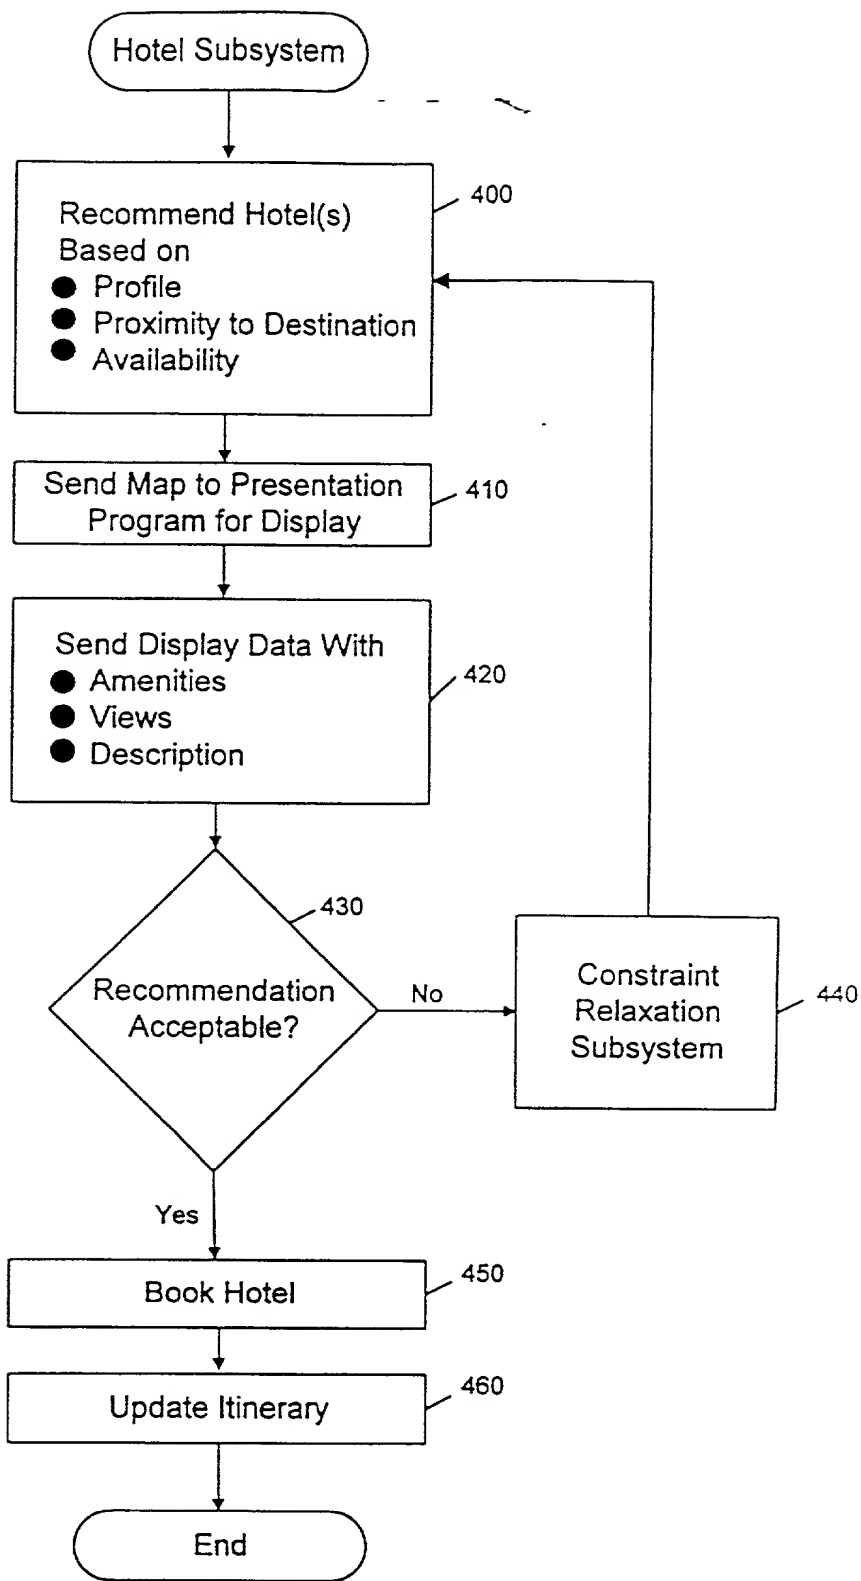 Hotel Subsystem
400
Recommend Hotel(s)
Based on
● Profile
● Proximity to Destination
● Availability
Send Map to Presentation
Program for Display
410
Send Display Data With
● Amenities
● Views
● Description
420
430
Recommendation
Acceptable?
No
Constraint
Relaxation
Subsystem
440
Yes
Book Hotel
450
Update Itinerary
460
End